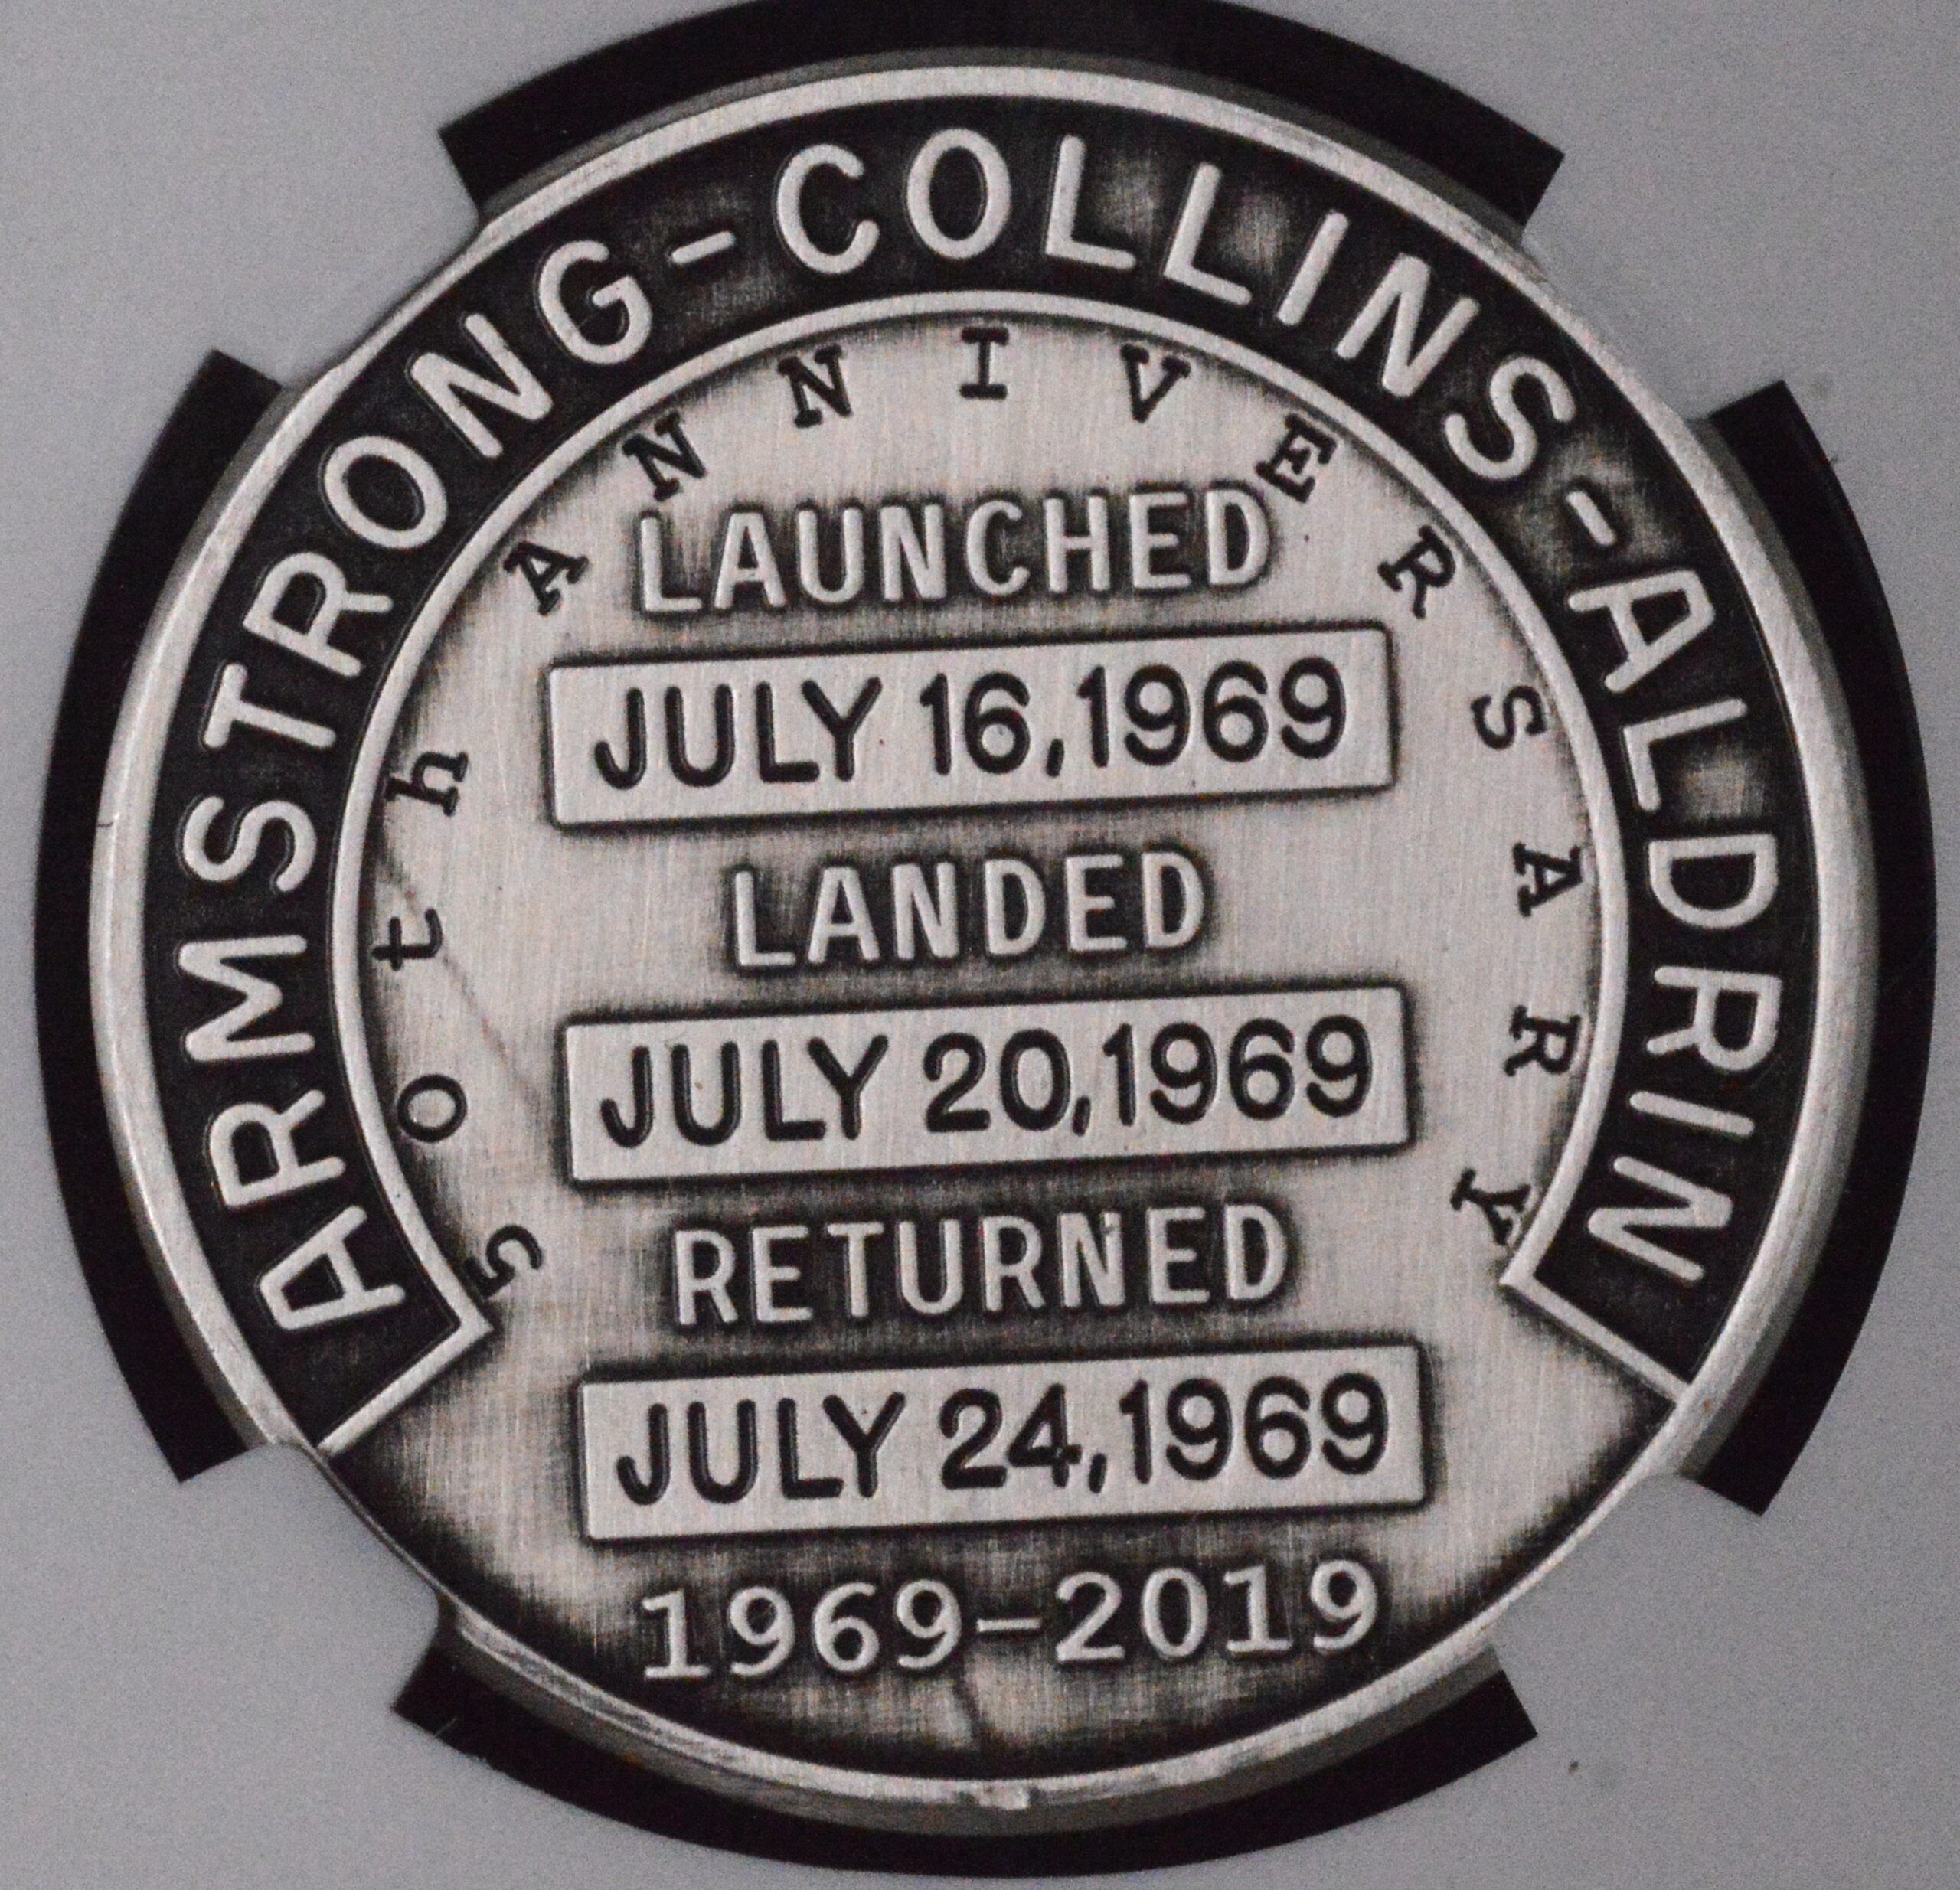 ARMSTRONG-COLLINS-ALDRIN
50th ANNIVERSARY
LAUNCHED
JULY 16,1969
LANDED
JULY 20,1969
RETURNED
JULY 24,1969
1969-2019